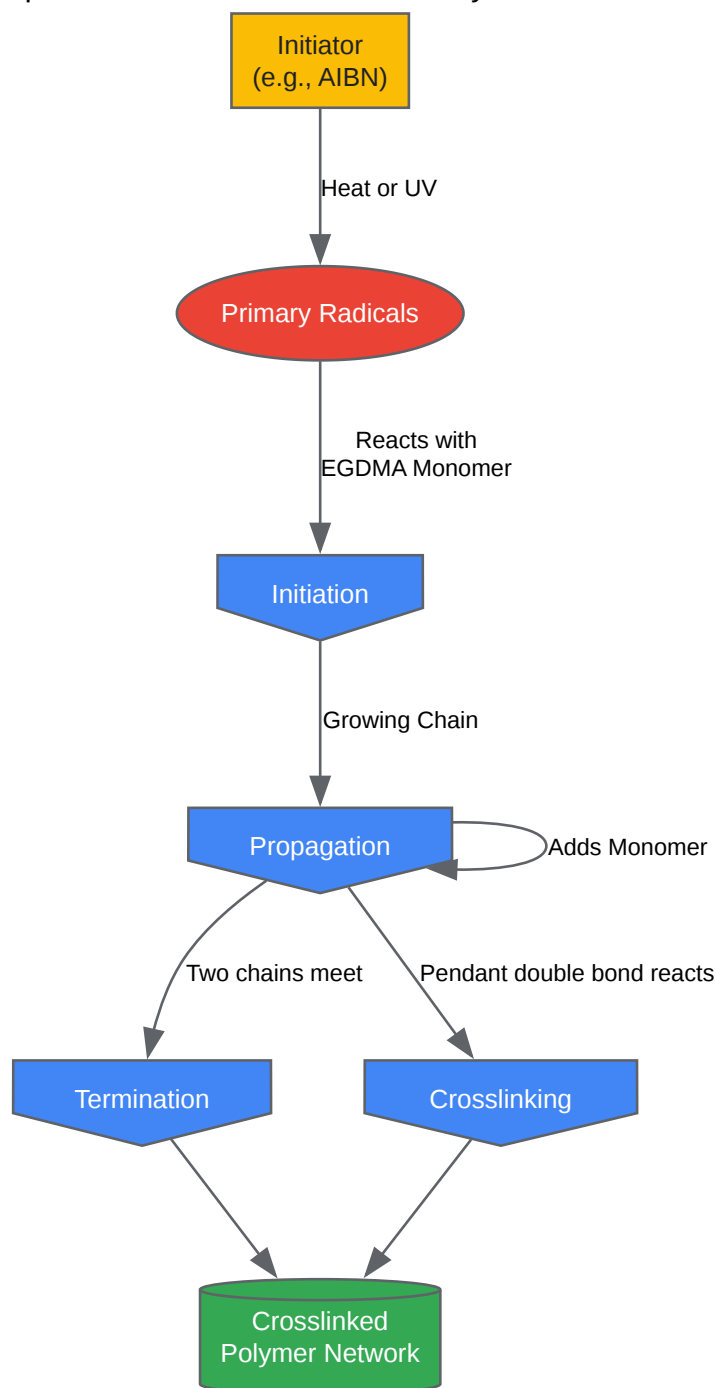 Initiator
(e.g., AIBN)
Heat or UV
Primary Radicals
Reacts with
EGDMA Monomer
Initiation
Growing Chain
Propagation
Adds Monomer
Two chains meet
Pendant double bond reacts
Termination
Crosslinking
Crosslinked
Polymer Network